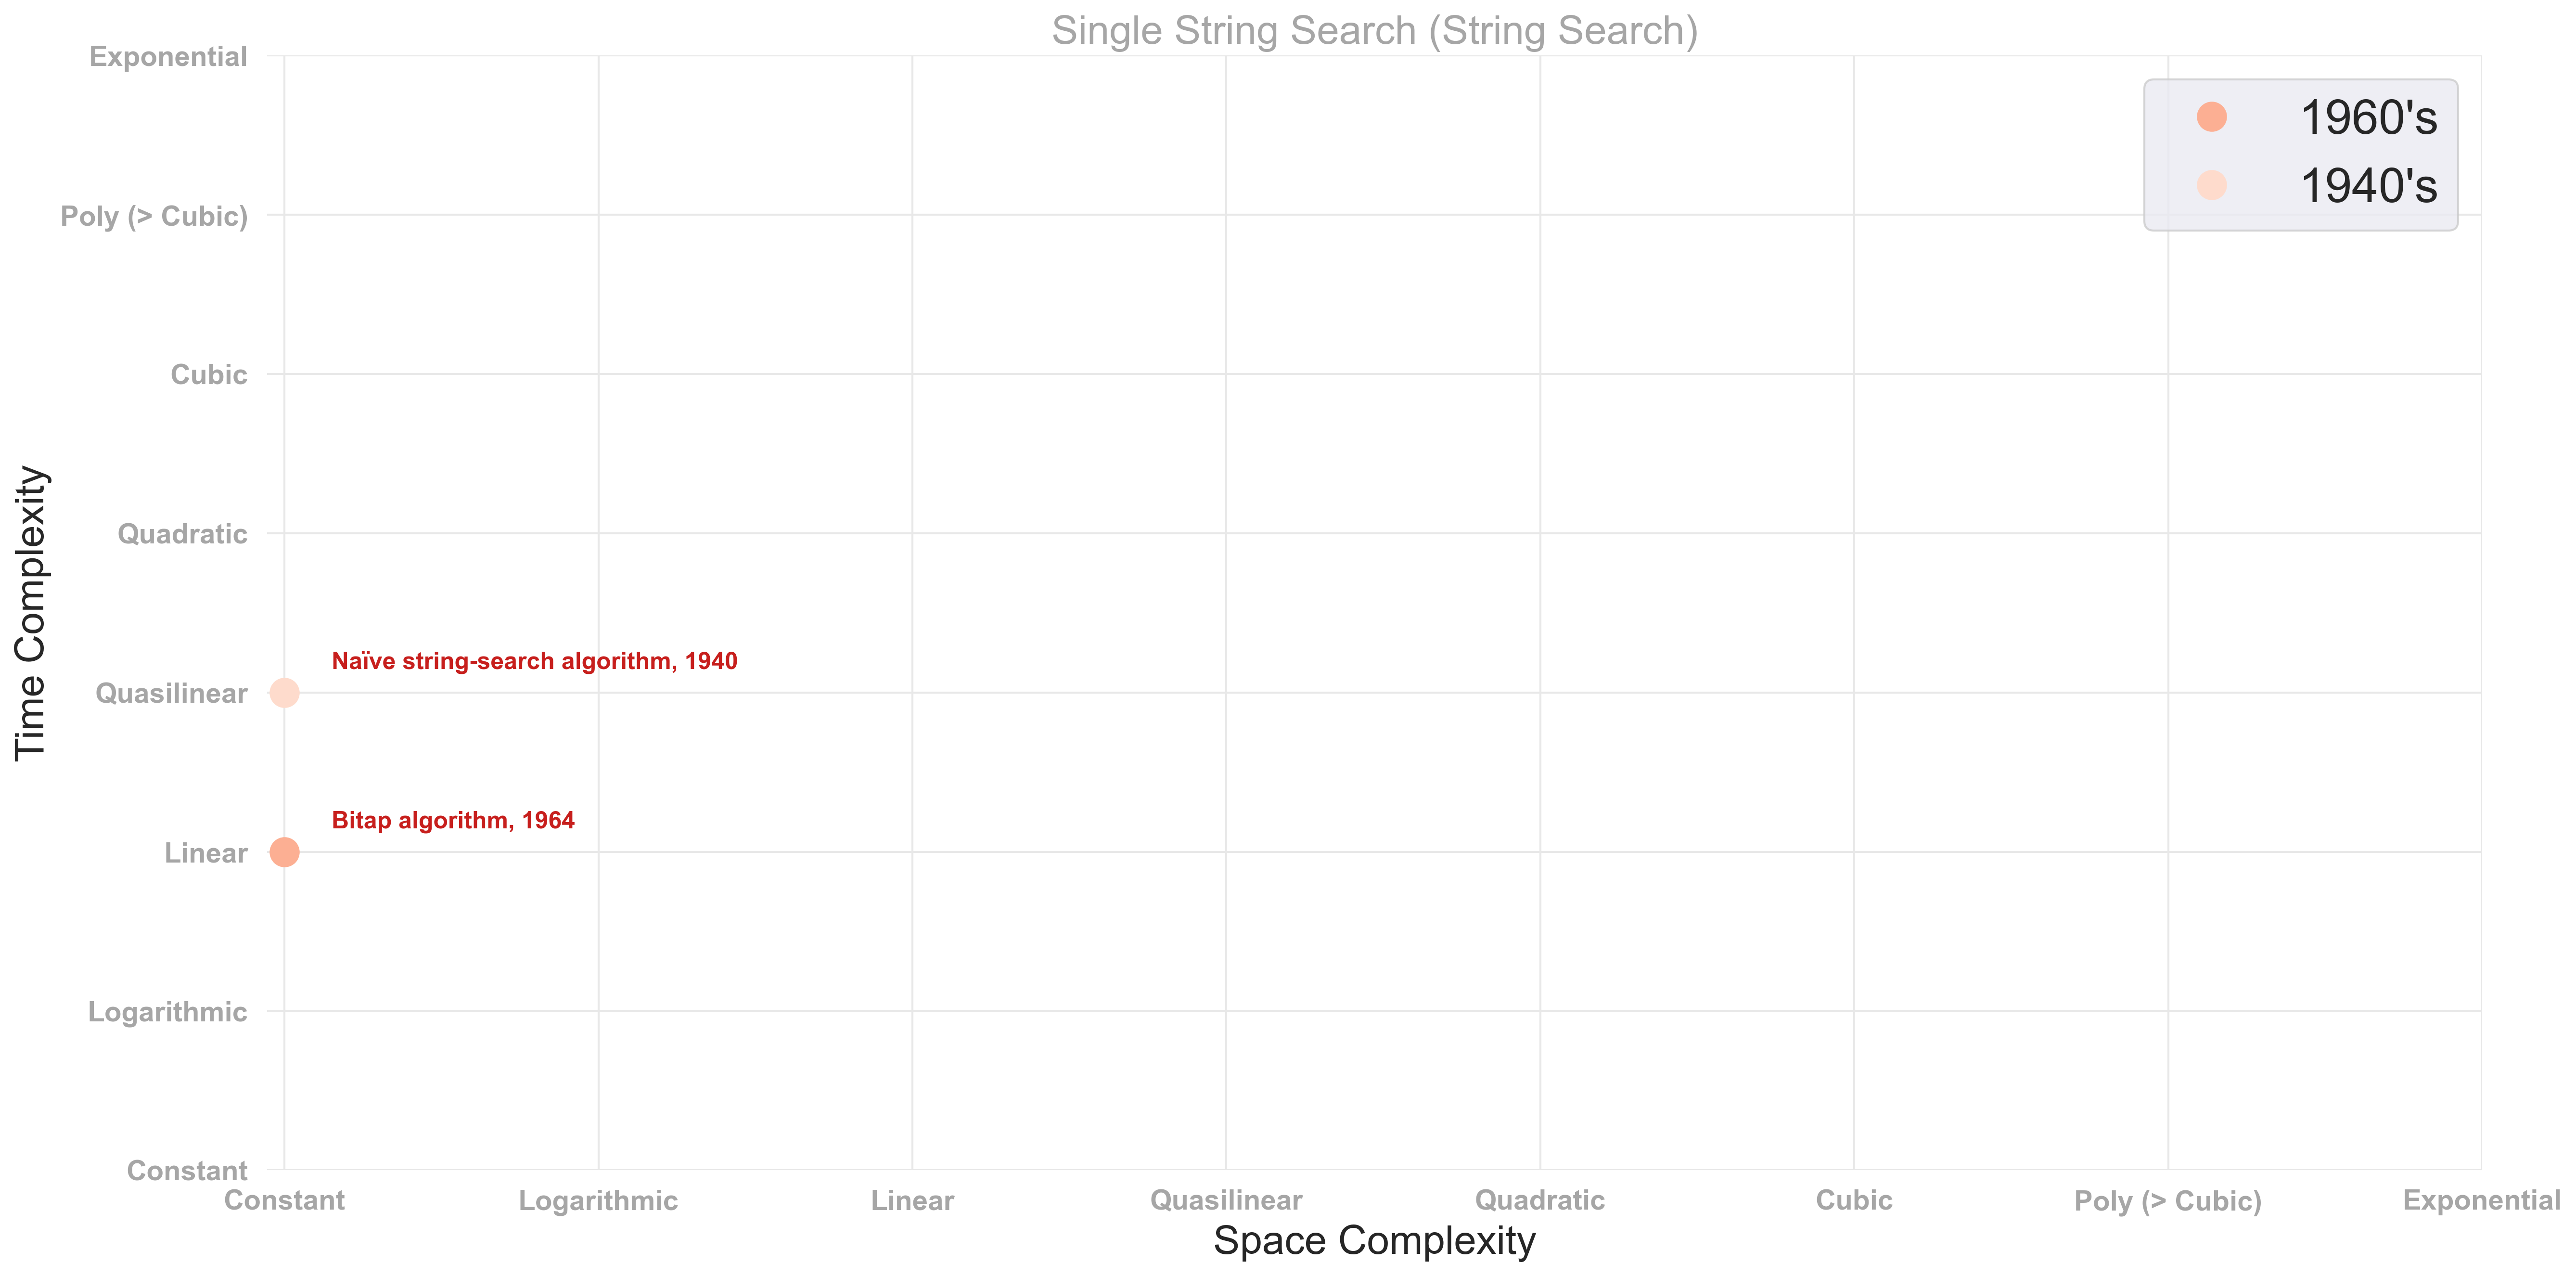 Single String Search (String Search)
Exponential
Poly (> Cubic)
Cubic
Quadratic
Quasilinear
Linear
Logarithmic
Constant
Time Complexity
1960's
1940's
Naïve string-search algorithm, 1940
Bitap algorithm, 1964
Constant
Logarithmic
Linear
Quasilinear
Quadratic
Cubic
Poly (> Cubic)
Exponential
Space Complexity